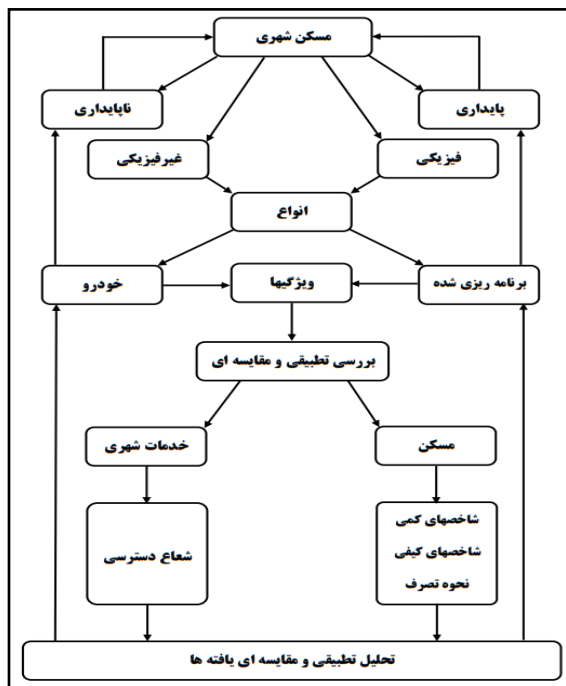 مسکن شهری
پایداری
ناپایداری
فیزیکی
غیرفیزیکی
انواع
برنامه ریزی شده
ویژگیها
خودرو
بررسی تطبیقی و مقایسه ای
مسکن
خدمات شهری
شاخصهای کمی
شاخصهای کیفی
نحوه تصرف
شعاع دسترسی
تحلیل تطبیقی و مقایسه ای یافته ها